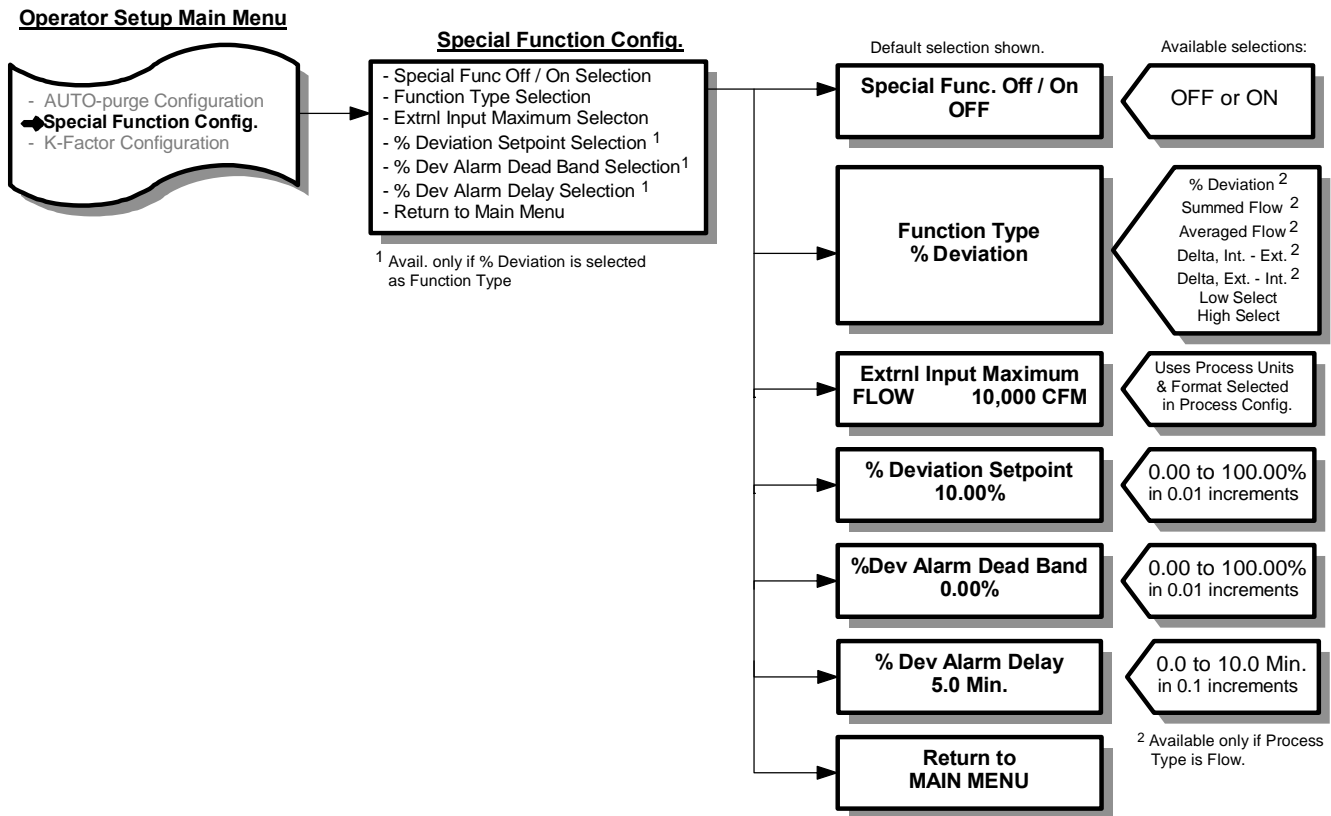 Operator Setup Main Menu
- AUTO-purge Configuration
Special Function Config.
- K-Factor Configuration
Special Function Config.
- Special Func Off / On Selection
- Function Type Selection
- Extrnl Input Maximum Selecton
- % Deviation Setpoint Selection 1
- % Dev Alarm Dead Band Selection1
- % Dev Alarm Delay Selection 1
- Return to Main Menu
1 Avail. only if % Deviation is selected
as Function Type
Default selection shown.
Available selections:
Special Func. Off / On
OFF
OFF or ON
Function Type
% Deviation
% Deviation 2
Summed Flow 2
Averaged Flow 2
Delta, Int. - Ext. 2
Delta, Ext. - Int. 2
Low Select
High Select
Extrnl Input Maximum
FLOW 10,000 CFM
Uses Process Units
& Format Selected
in Process Config.
% Deviation Setpoint
10.00%
0.00 to 100.00%
in 0.01 increments
%Dev Alarm Dead Band
0.00%
0.00 to 100.00%
in 0.01 increments
% Dev Alarm Delay
5.0 Min.
0.0 to 10.0 Min.
in 0.1 increments
2 Available only if Process
Type is Flow.
Return to
MAIN MENU